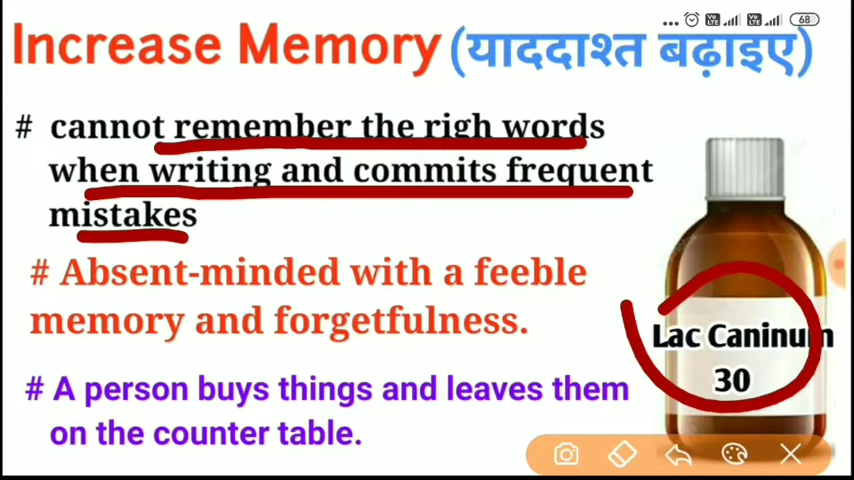 68
Increase Memory (याददाश्त बढ़ाइए)
# cannot remember the righ words
when writing and commits frequent
mistakes
# Absent-minded with a feeble
memory and forgetfulness.
# A person buys things and leaves them
on the counter table.
Lac Caninum
30